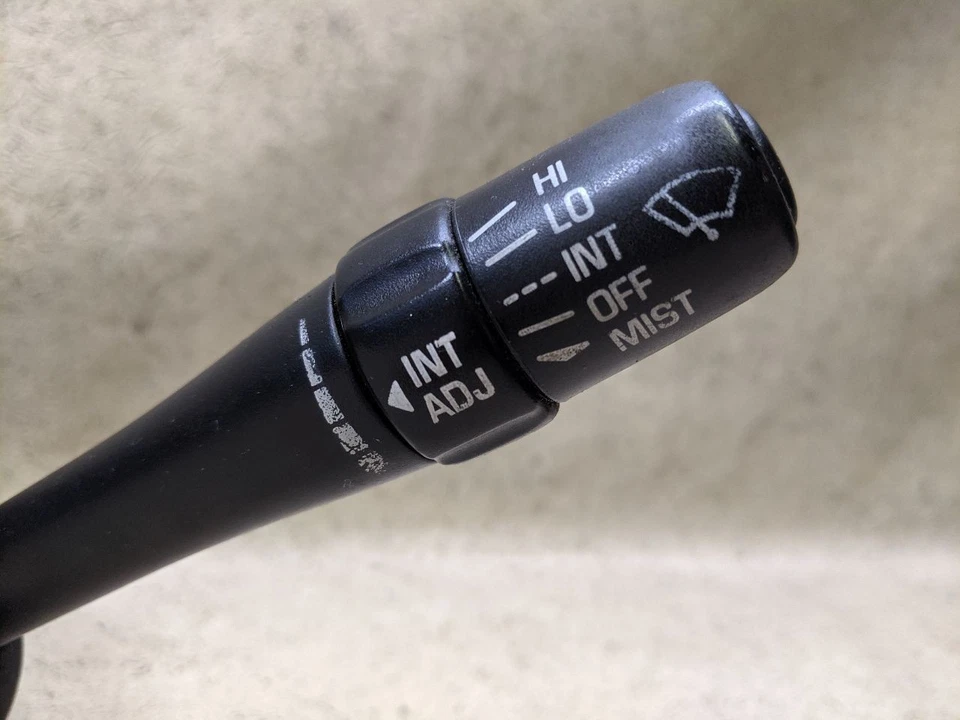 HI
LO
INT
OFF
MIST
INT
ADJ